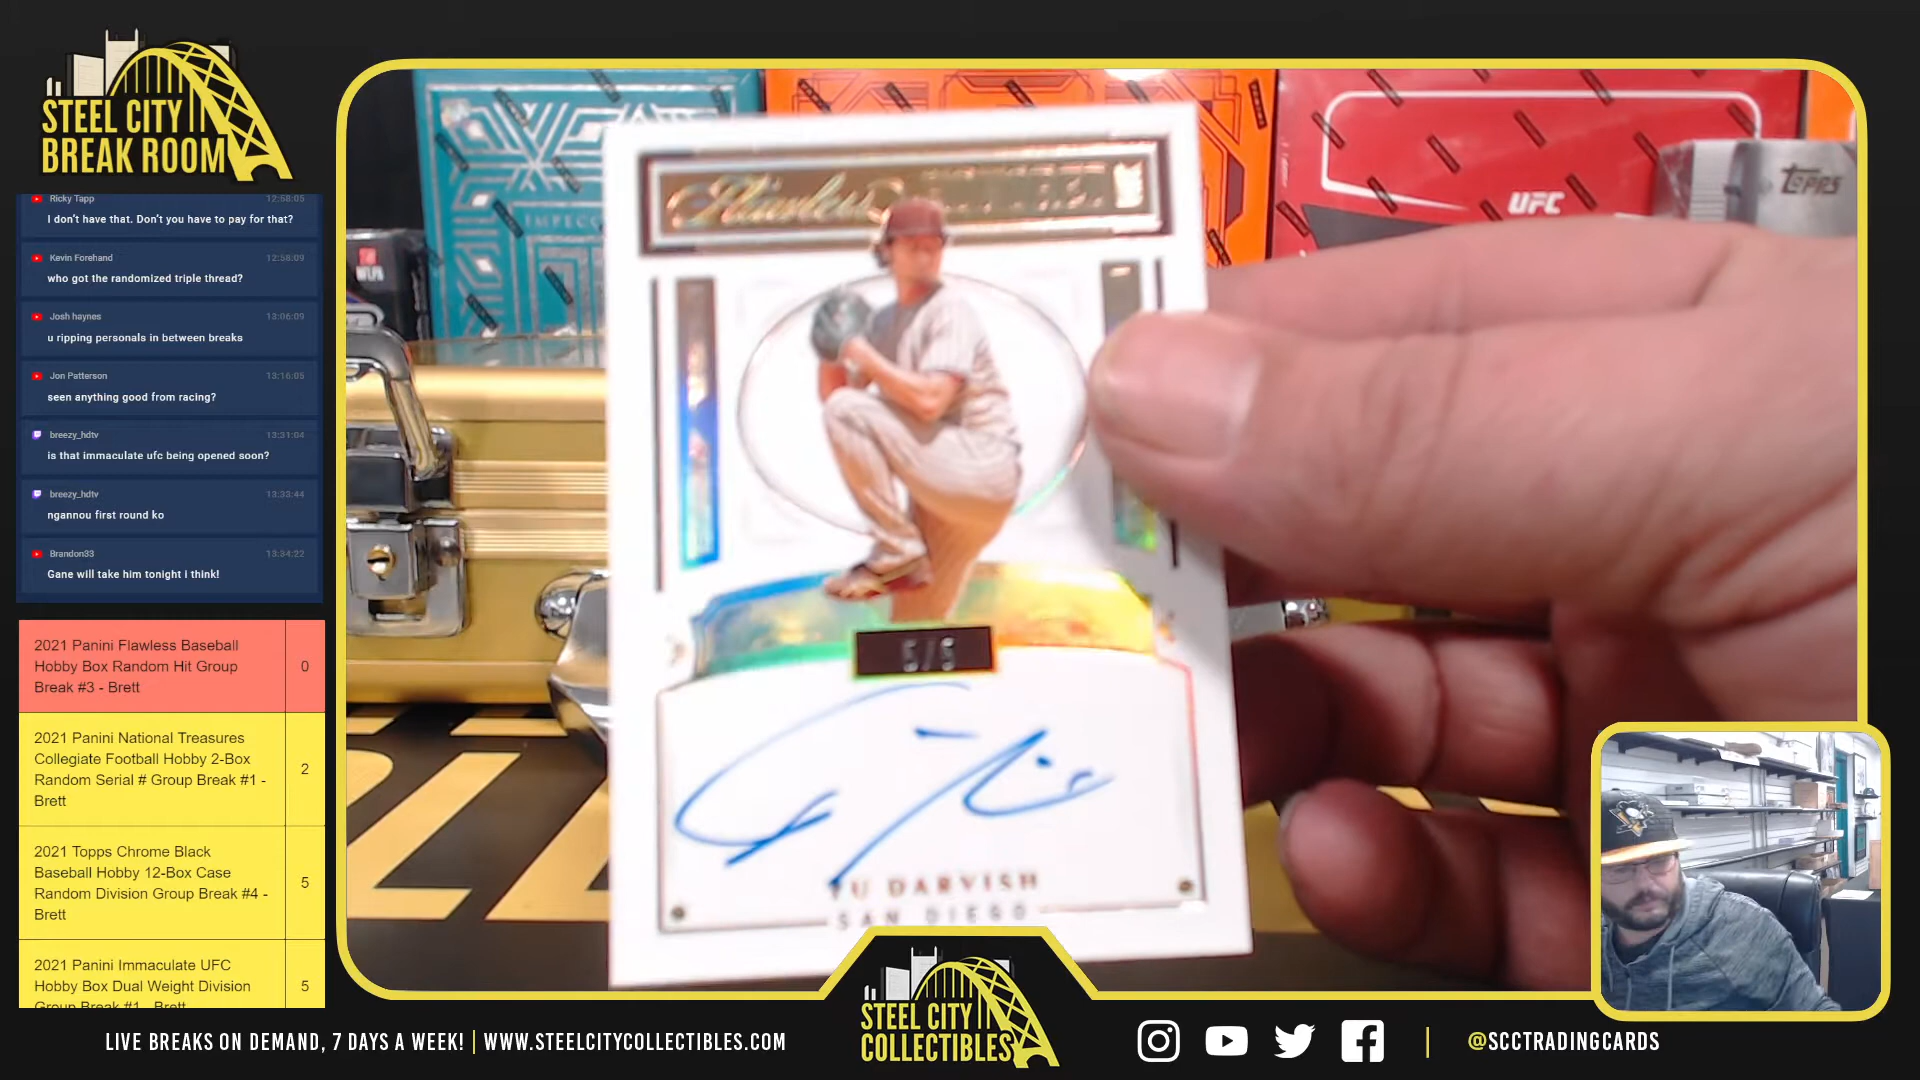 STEEL CITY
BREAK ROOM
Ricky Tapp 12:58:05
I don't have that. Don't you have to pay for that?
Kevin Forehand 12:58:09
who got the randomized triple thread?
Josh haynes 13:06:09
u ripping personals in between breaks
Jon Patterson 13:16:05
seen anything good from racing?
breezy_hdtv 13:31:04
is that immaculate ufc being opened soon?
breezy_hdtv 13:33:44
ngannou first round ko
Brandon33 13:34:22
Gane will take him tonight i think!
2021 Panini Flawless Baseball
Hobby Box Random Hit Group
Break #3 - Brett
0
2021 Panini National Treasures
Collegiate Football Hobby 2-Box
Random Serial # Group Break #1 -
Brett
2
2021 Topps Chrome Black
Baseball Hobby 12-Box Case
Random Division Group Break #4 -
Brett
5
2021 Panini Immaculate UFC
Hobby Box Dual Weight Division
Group Break #1 - Brett
5
UFC
TOPPS
Flawless
5/5
YU DARVISH
SAN DIEGO
STEEL CITY
COLLECTIBLES
LIVE BREAKS ON DEMAND, 7 DAYS A WEEK! | WWW.STEELCITYCOLLECTIBLES.COM
@SCCTRADINGCARDS